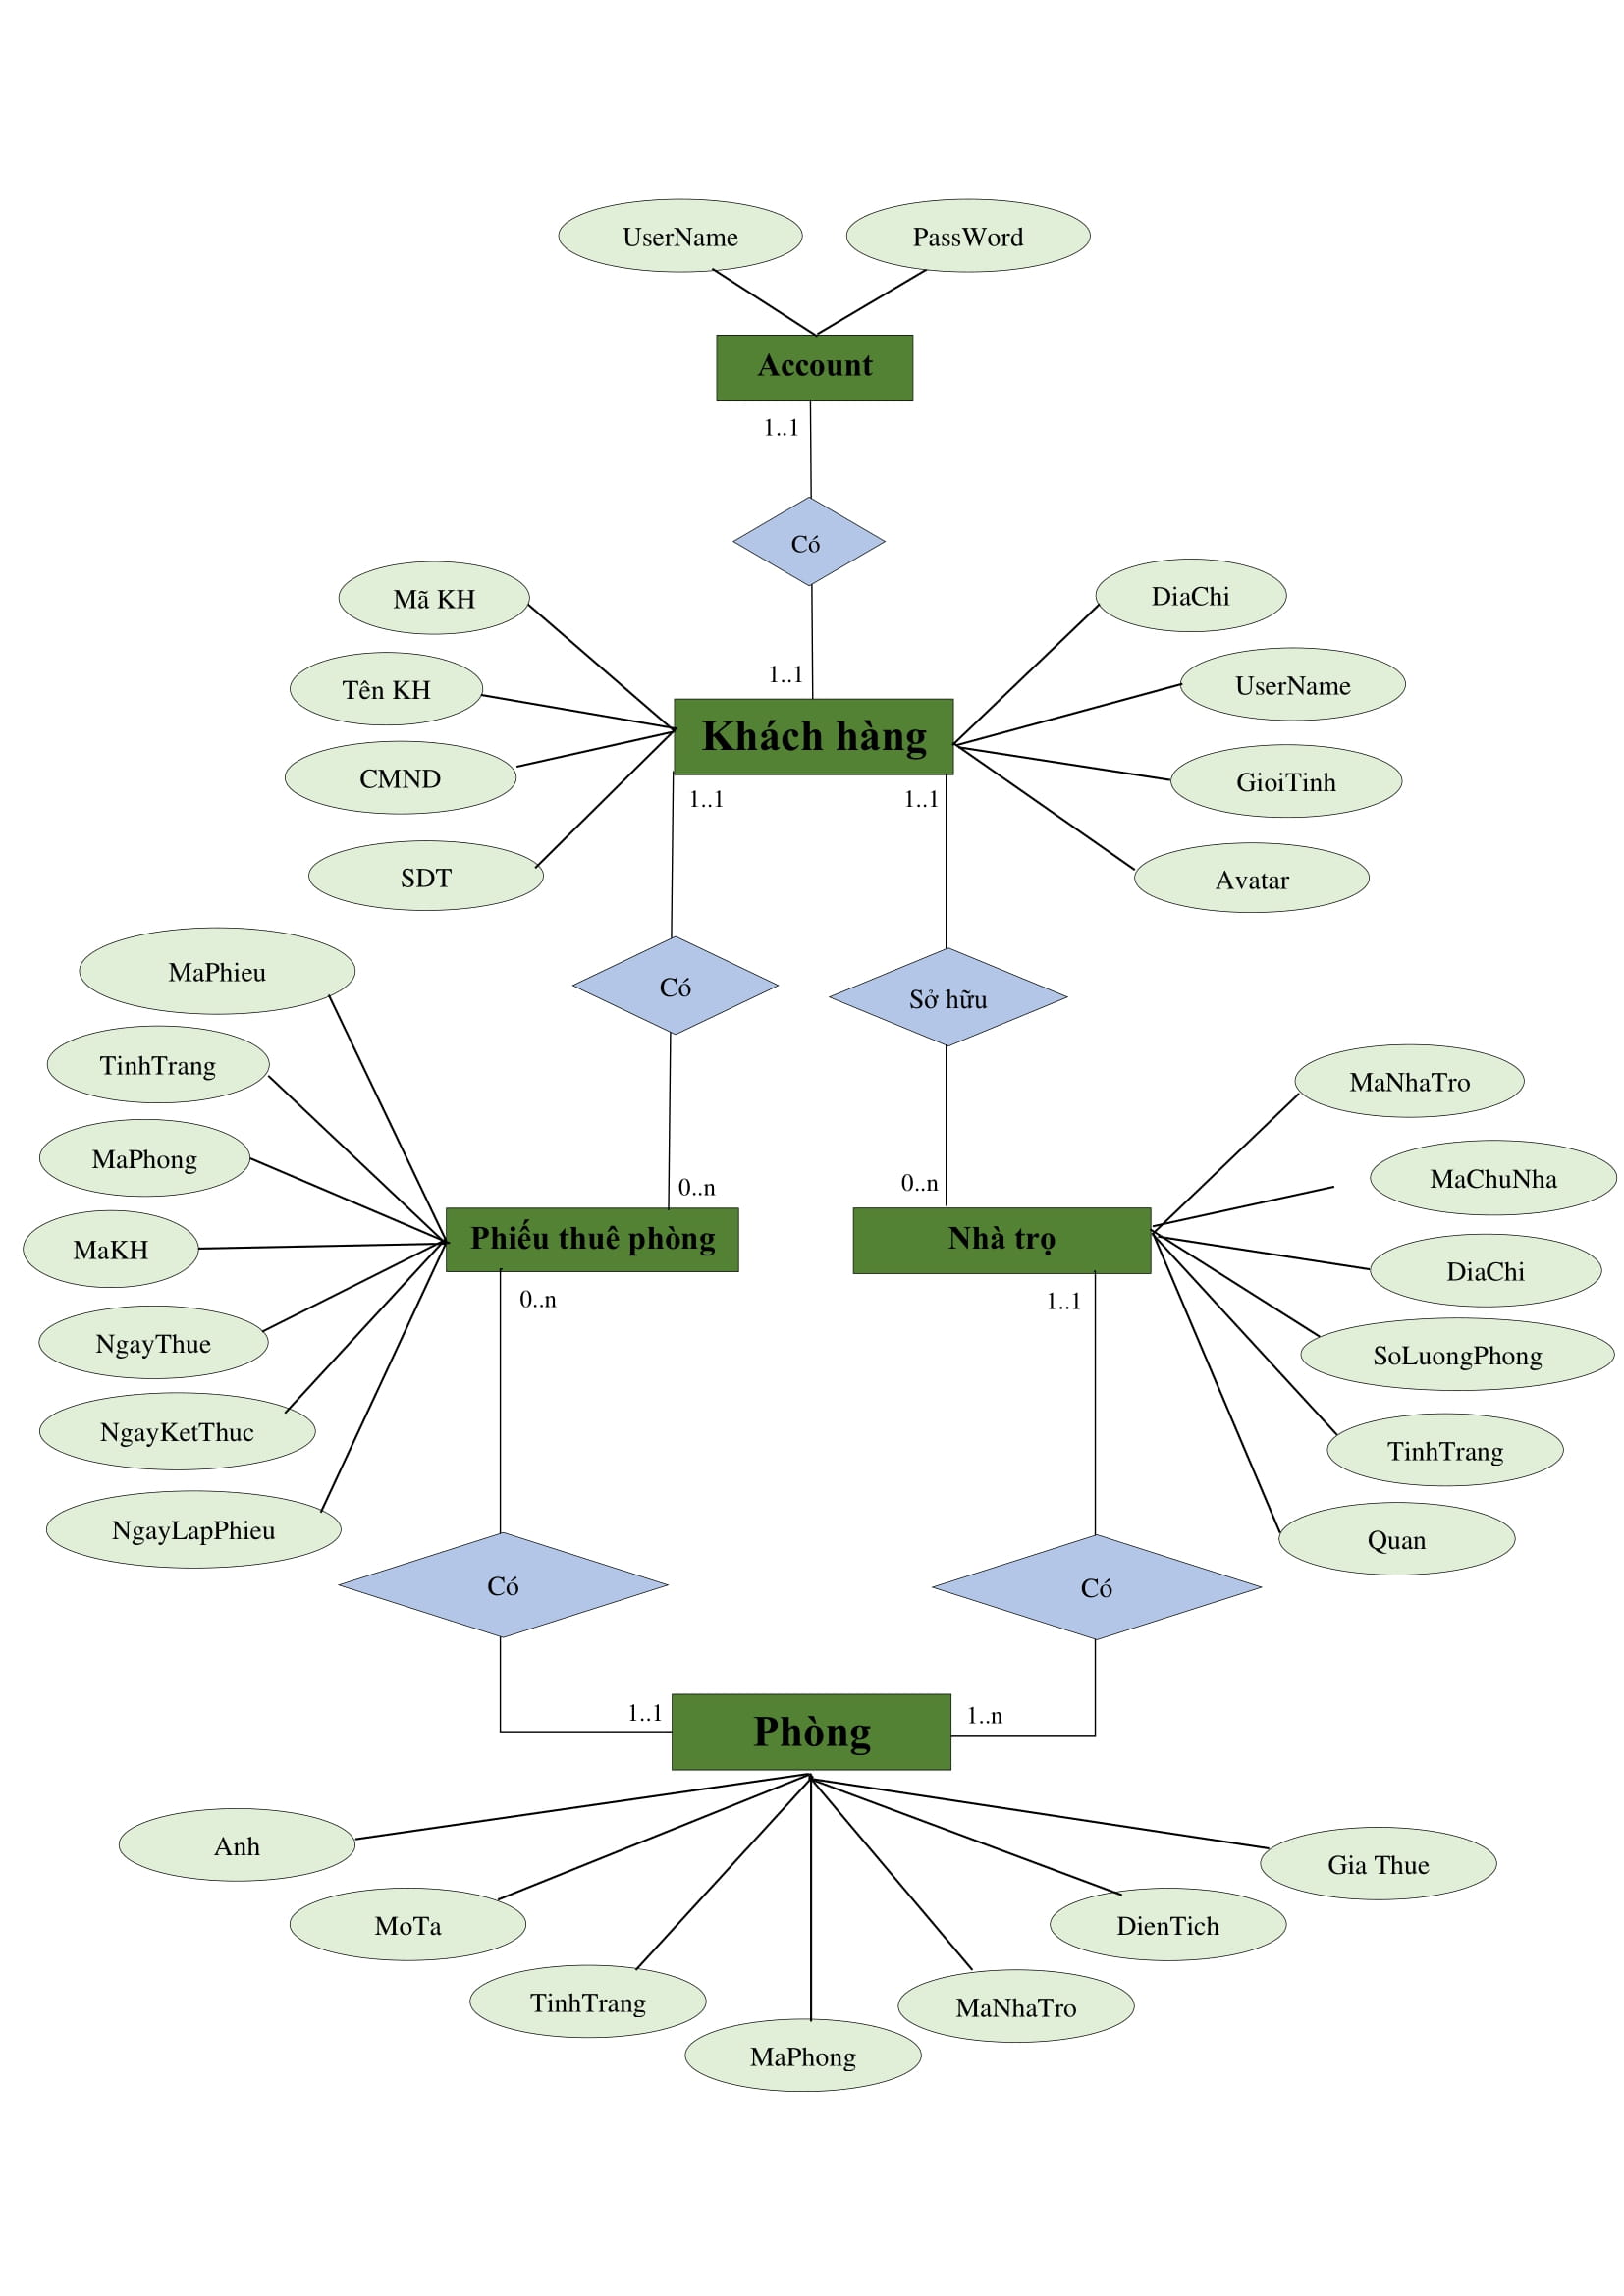 UserName
PassWord
Account
1..1
Có
Mã KH
DiaChi
Tên KH
1..1
UserName
Khách hàng
CMND
GioiTinh
1..1
1..1
SDT
Avatar
MaPhieu
Có
Sở hữu
TinhTrang
MaNhaTro
MaPhong
MaChuNha
0..n
0..n
MaKH
Phiếu thuê phòng
Nhà trọ
DiaChi
0..n
1..1
NgayThue
SoLuongPhong
NgayKetThuc
TinhTrang
NgayLapPhieu
Quan
Có
Có
1..1
Phòng
1..n
Anh
Gia Thue
MoTa
DienTich
TinhTrang
MaNhaTro
MaPhong